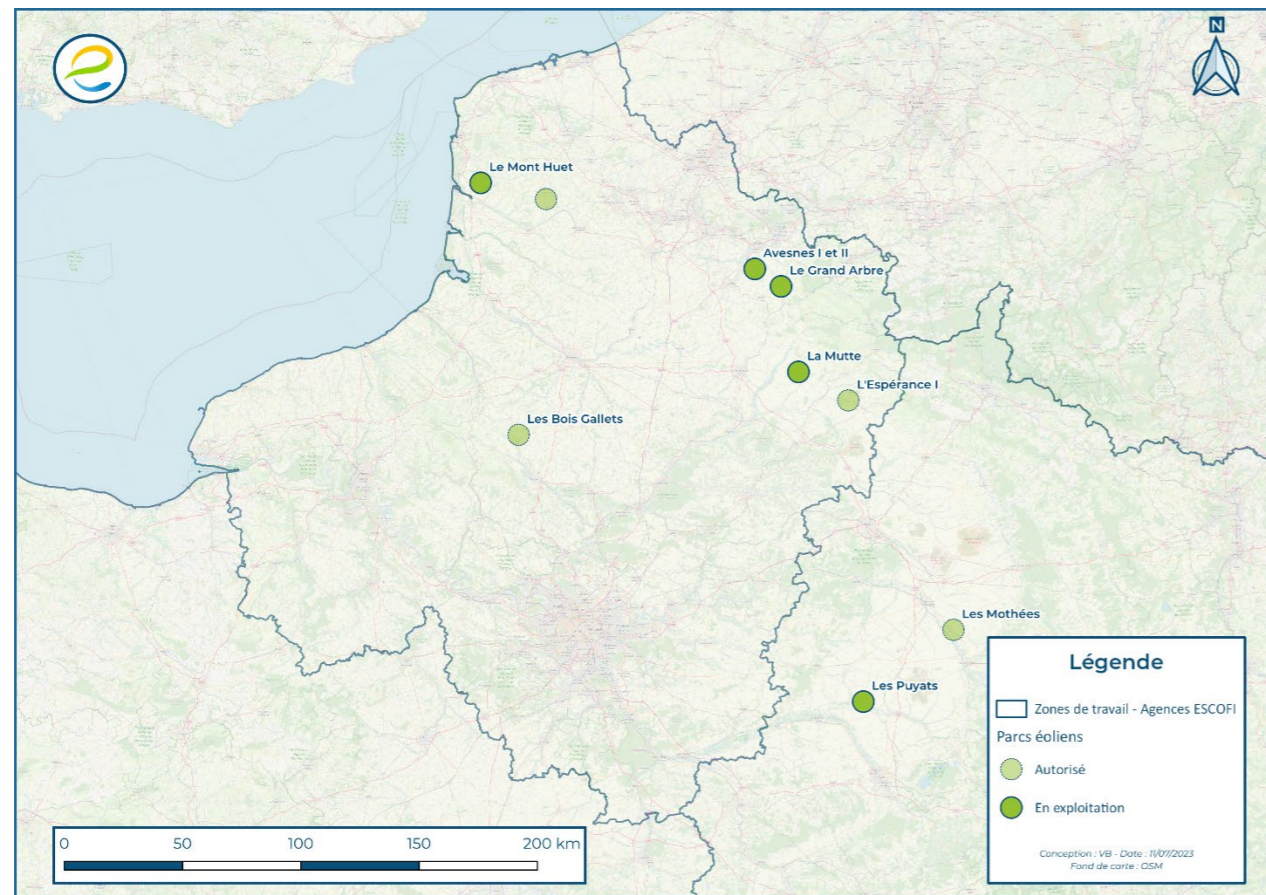 N
Le Mont Huet
Avesnes I et II
Le Grand Arbre
La Mutte
L'Espérance I
Les Bois Gallets
Les Mothées
Les Puyats
Légende
Zones de travail - Agences ESCOFI
Parcs éoliens
Autorisé
En exploitation
Conception : VB - Date : 11/07/2023
Fond de carte : OSM
0 50 100 150 200 km